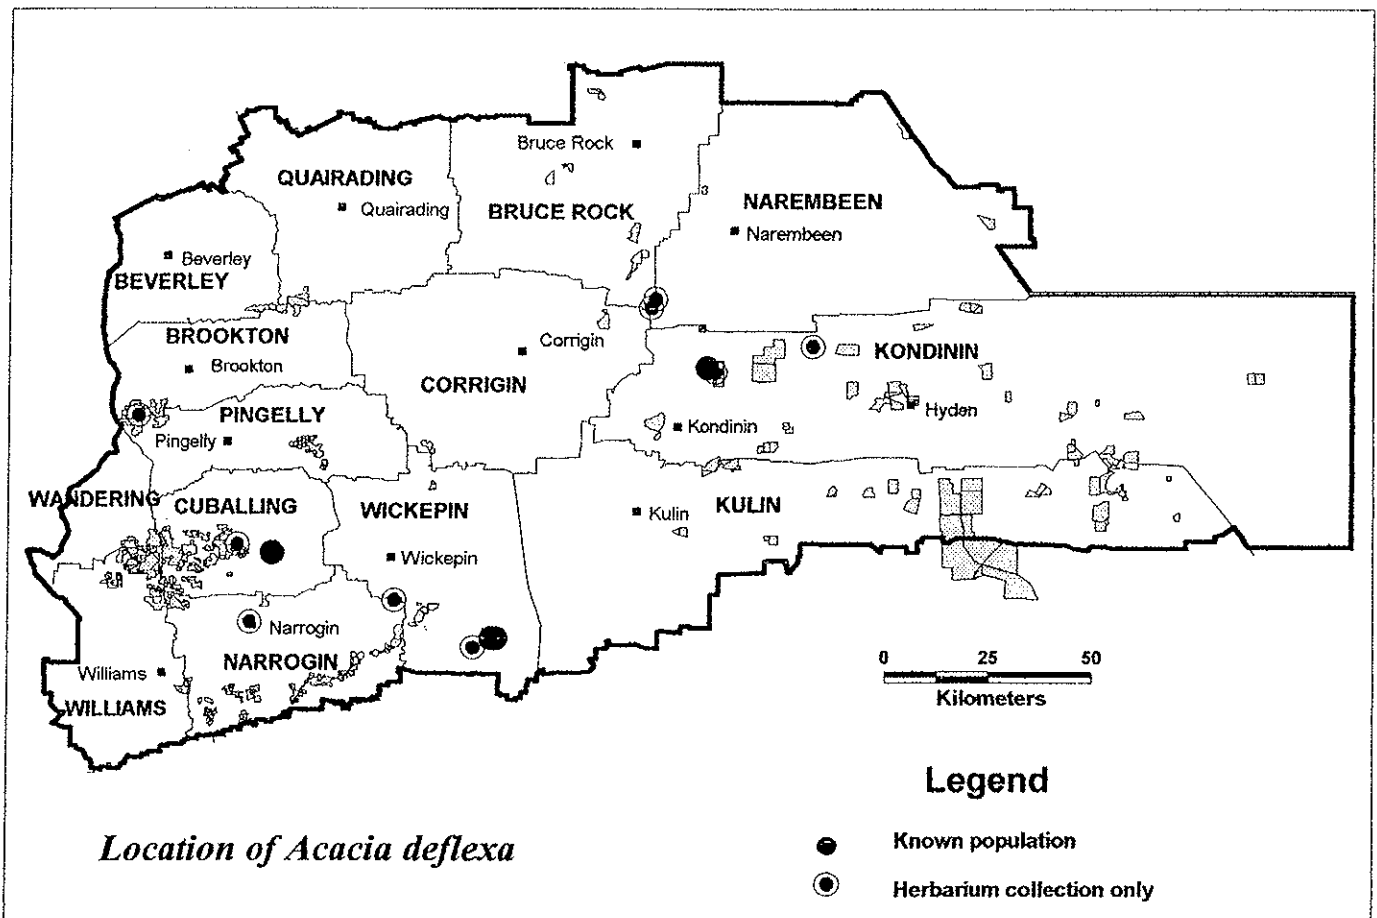 Bruce Rock
QUAIRADING
Quairading
BRUCE ROCK
NAREMBEEN
Narembeen
Beverley
BEVERLEY
BROOKTON
Brookton
Corrigin
CORRIGIN
KONDININ
Hyden
Kondinin
PINGELLY
Pingelly
WANDERING
CUBALLING
WICKEPIN
Wickepin
Kulin
KULIN
Narrogin
NARROGIN
Williams
WILLIAMS
0 25 50
Kilometers
Legend
Known population
Herbarium collection only
Location of Acacia deflexa